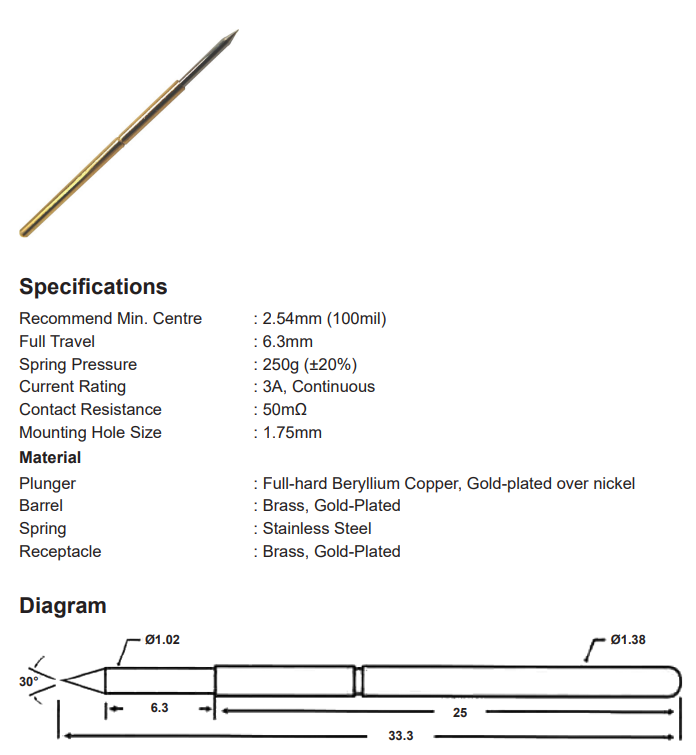 Specifications
Recommend Min. Centre : 2.54mm (100mil)
Full Travel : 6.3mm
Spring Pressure : 250g (±20%)
Current Rating : 3A, Continuous
Contact Resistance : 50mΩ
Mounting Hole Size : 1.75mm
Material
Plunger : Full-hard Beryllium Copper, Gold-plated over nickel
Barrel : Brass, Gold-Plated
Spring : Stainless Steel
Receptacle : Brass, Gold-Plated
Diagram
Ø1.02
Ø1.38
30°
6.3
25
33.3